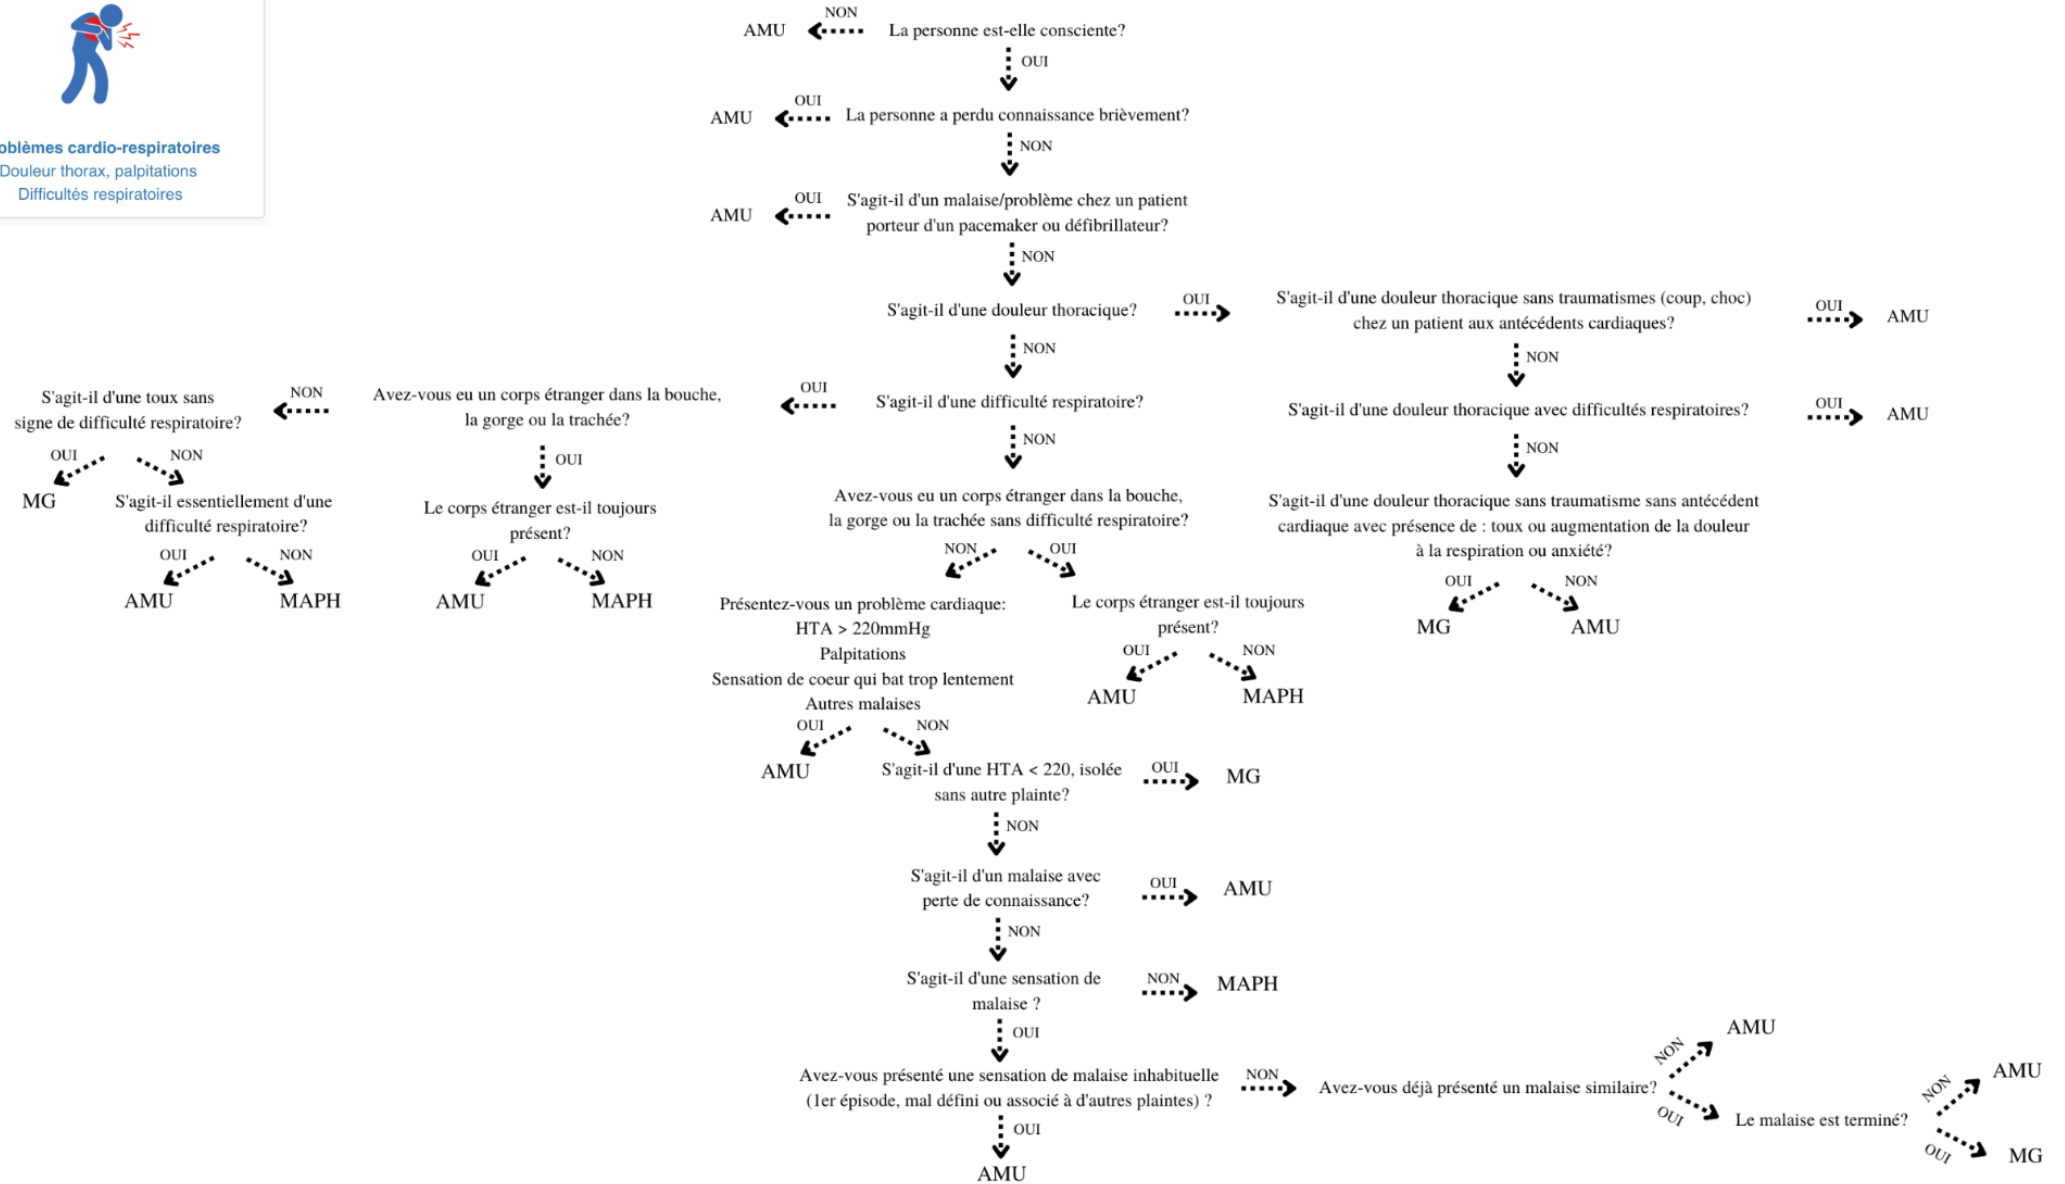 oblèmes cardio-respiratoires
Douleur thorax, palpitations
Difficultés respiratoires
AMU
NON
La personne est-elle consciente?
OUI
AMU
OUI
La personne a perdu connaissance brièvement?
NON
AMU
OUI
S'agit-il d'un malaise/problème chez un patient
porteur d'un pacemaker ou défibrillateur?
NON
S'agit-il d'une douleur thoracique?
OUI
S'agit-il d'une douleur thoracique sans traumatismes (coup, choc)
chez un patient aux antécédents cardiaques?
OUI
AMU
NON
NON
S'agit-il d'une toux sans
signe de difficulté respiratoire?
NON
Avez-vous eu un corps étranger dans la bouche,
la gorge ou la trachée?
OUI
S'agit-il d'une difficulté respiratoire?
S'agit-il d'une douleur thoracique avec difficultés respiratoires?
OUI
AMU
OUI
NON
OUI
NON
NON
MG
S'agit-il essentiellement d'une
difficulté respiratoire?
Le corps étranger est-il toujours
présent?
Avez-vous eu un corps étranger dans la bouche,
la gorge ou la trachée sans difficulté respiratoire?
S'agit-il d'une douleur thoracique sans traumatisme sans antécédent
cardiaque avec présence de : toux ou augmentation de la douleur
à la respiration ou anxiété?
OUI
NON
OUI
NON
NON
OUI
OUI
NON
AMU
MAPH
AMU
MAPH
Présentez-vous un problème cardiaque:
HTA > 220mmHg
Palpitations
Sensation de coeur qui bat trop lentement
Autres malaises
Le corps étranger est-il toujours
présent?
MG
AMU
OUI
NON
AMU
MAPH
OUI
NON
AMU
S'agit-il d'une HTA < 220, isolée
sans autre plainte?
OUI
MG
NON
S'agit-il d'un malaise avec
perte de connaissance?
OUI
AMU
NON
S'agit-il d'une sensation de
malaise ?
NON
MAPH
OUI
Avez-vous présenté une sensation de malaise inhabituelle
(1er épisode, mal défini ou associé à d'autres plaintes) ?
NON
Avez-vous déjà présenté un malaise similaire?
NON
AMU
OUI
Le malaise est terminé?
NON
AMU
OUI
MG
OUI
AMU